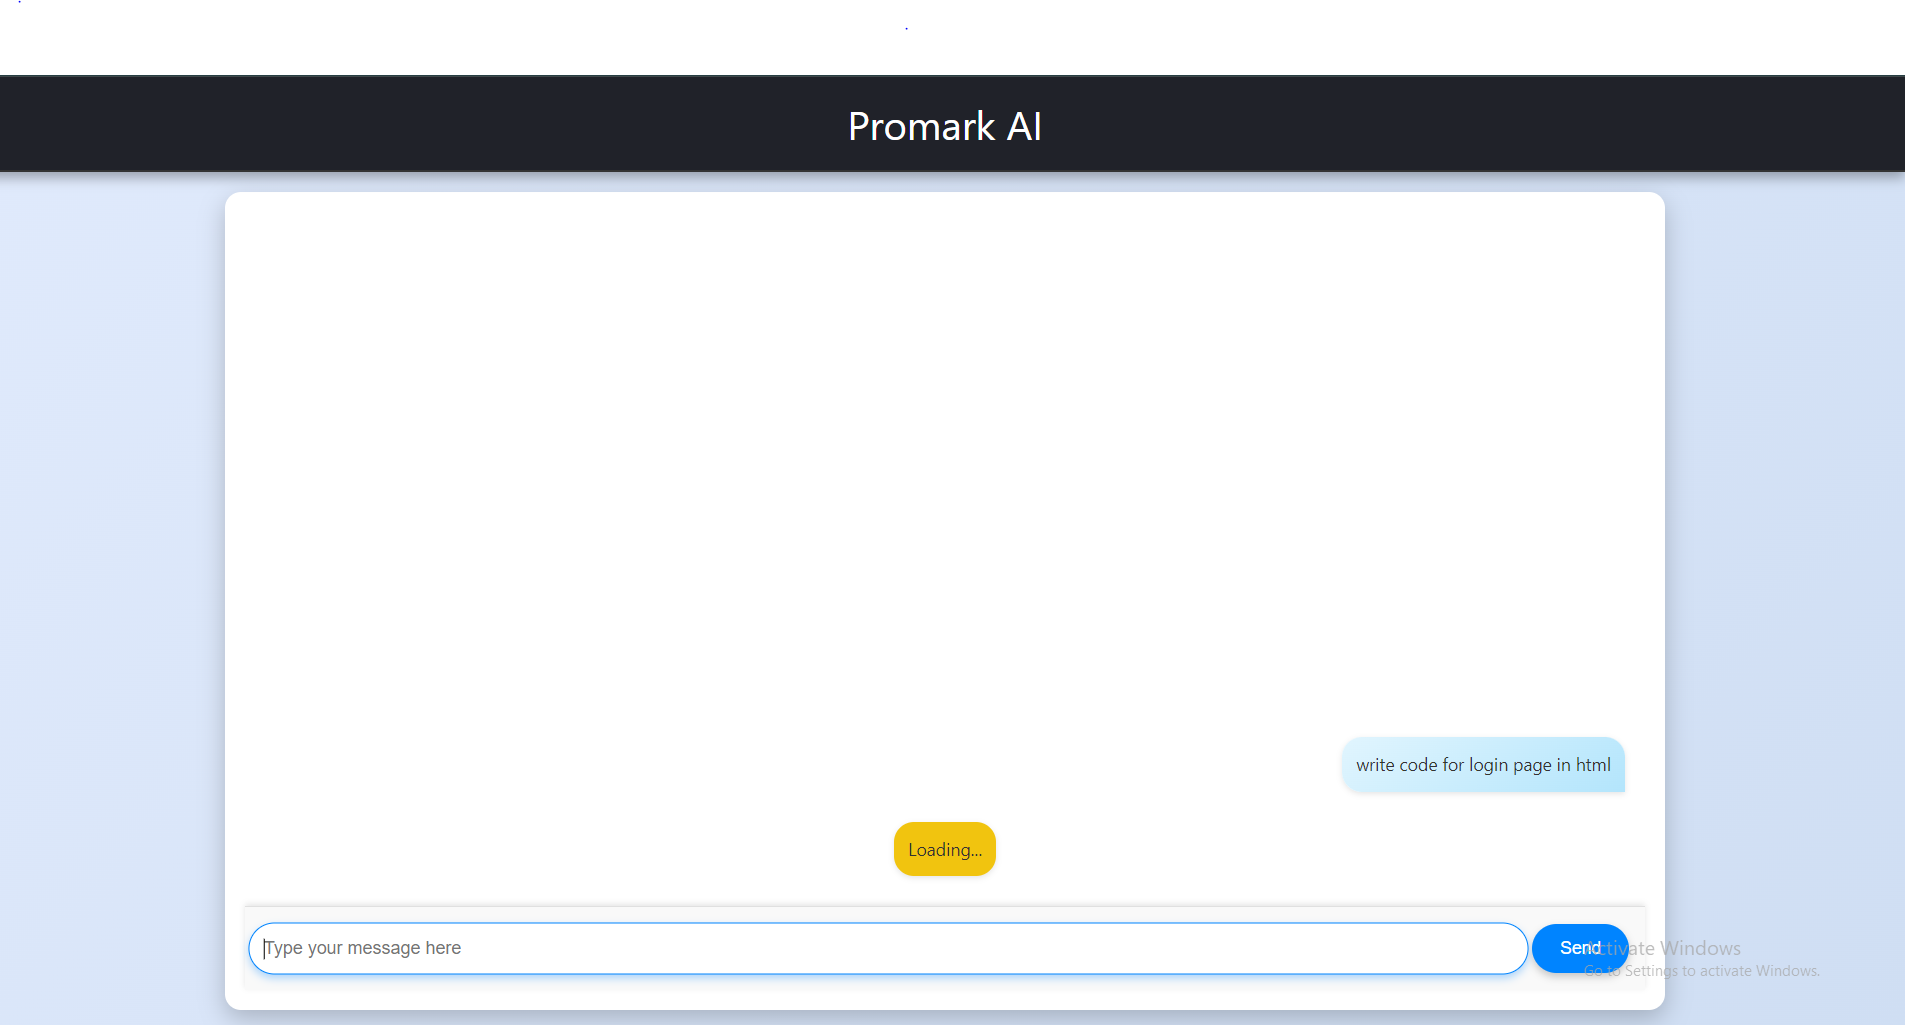 Promark AI
write code for login page in html
Loading...
Type your message here
Send
Activate Windows
Go to Settings to activate Windows.